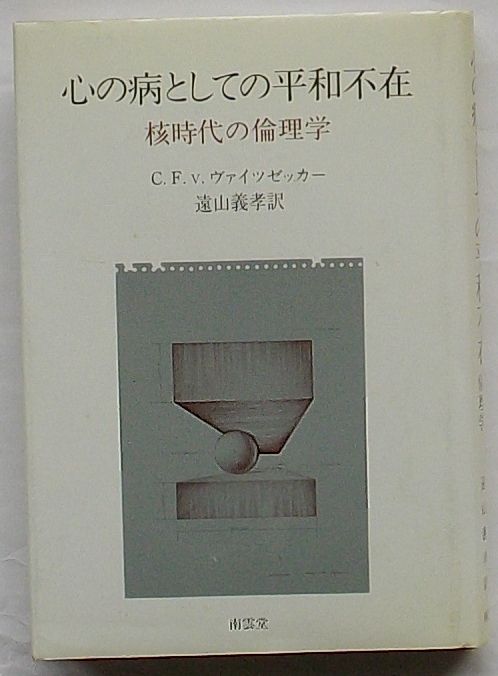 心の病としての平和不在
核時代の倫理学
C. F. v. ヴァイツゼッカー
遠山義孝訳
南雲堂